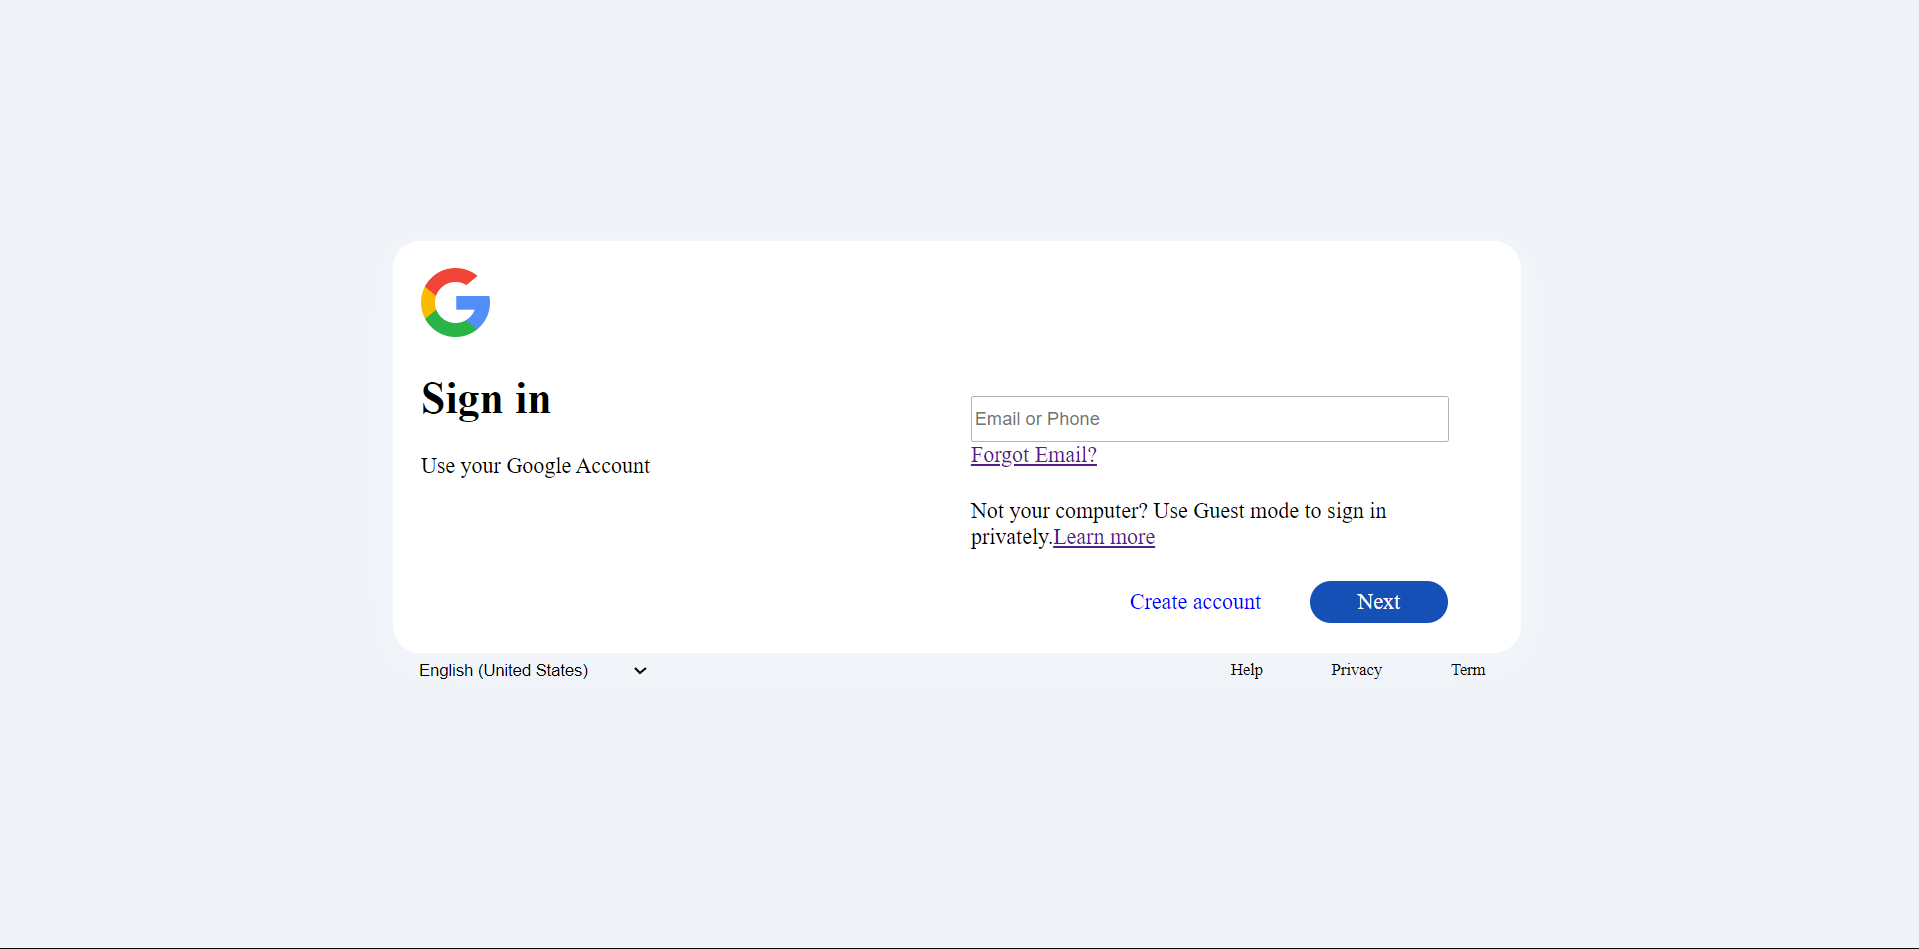 Sign in
Use your Google Account
Email or Phone
Forgot Email?
Not your computer? Use Guest mode to sign in
privately.Learn more
Create account
Next
English (United States)
Help
Privacy
Term